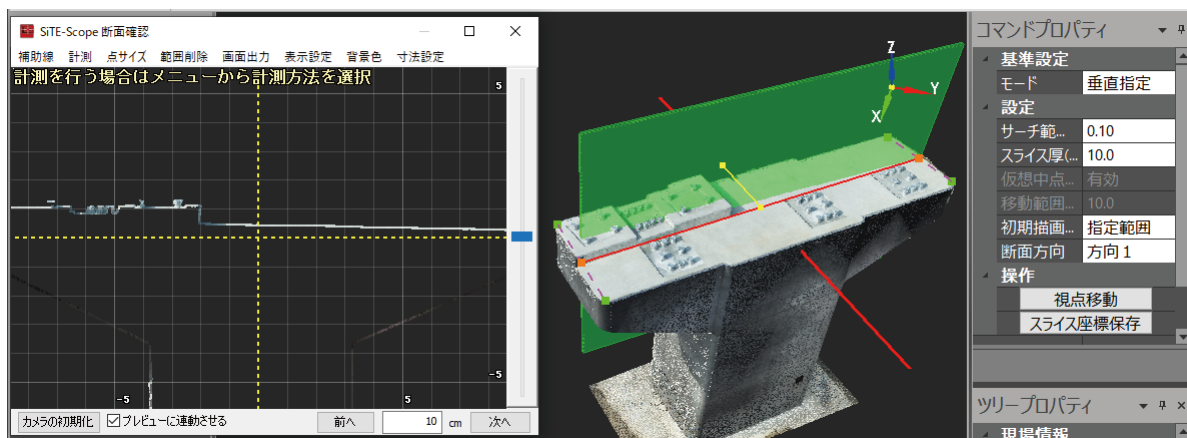 SiTE-Scope 断面確認
補助線 計測 点サイズ 範囲削除 画面出力 表示設定 背景色 寸法設定
計測を行う場合はメニューから計測方法を選択
5
-5
-5
5
カメラの初期化 プレビューに連動させる 前へ 10 cm 次へ
Z
Y
X
コマンドプロパティ
基準設定
モード 垂直指定
設定
サーチ範... 0.10
スライス厚(... 10.0
仮想中点... 有効
移動範囲... 10.0
初期描画... 指定範囲
断面方向 方向 1
操作
視点移動
スライス座標保存
ツリープロパティ
現場情報